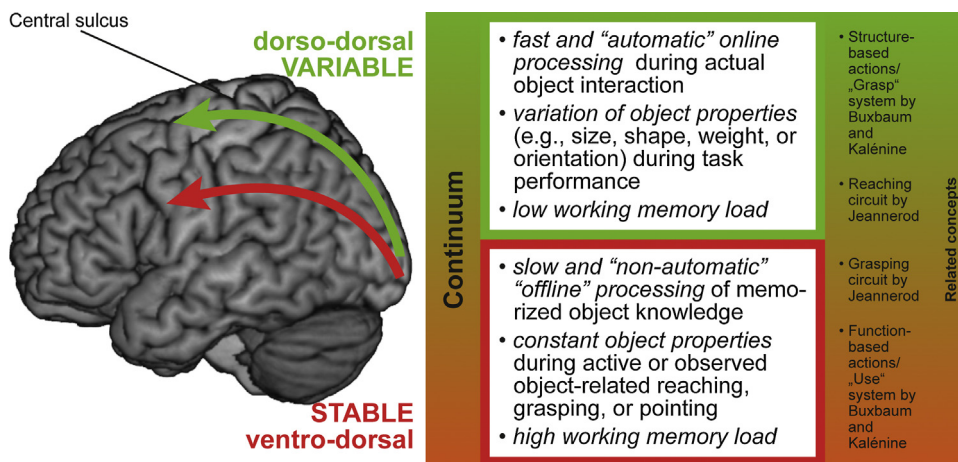 Central sulcus
dorso-dorsal
VARIABLE
STABLE
ventro-dorsal
Continuum
• fast and “automatic” online
processing during actual
object interaction
• variation of object properties
(e.g., size, shape, weight, or
orientation) during task
performance
• low working memory load
• slow and “non-automatic”
“offline” processing of memo-
rized object knowledge
• constant object properties
during active or observed
object-related reaching,
grasping, or pointing
• high working memory load
• Structure-
based
actions/
„Grasp“
system by
Buxbaum
and
Kalénine
• Reaching
circuit by
Jeannerod
• Grasping
circuit by
Jeannerod
• Function-
based
actions/
„Use“
system by
Buxbaum
and
Kalénine
Related concepts